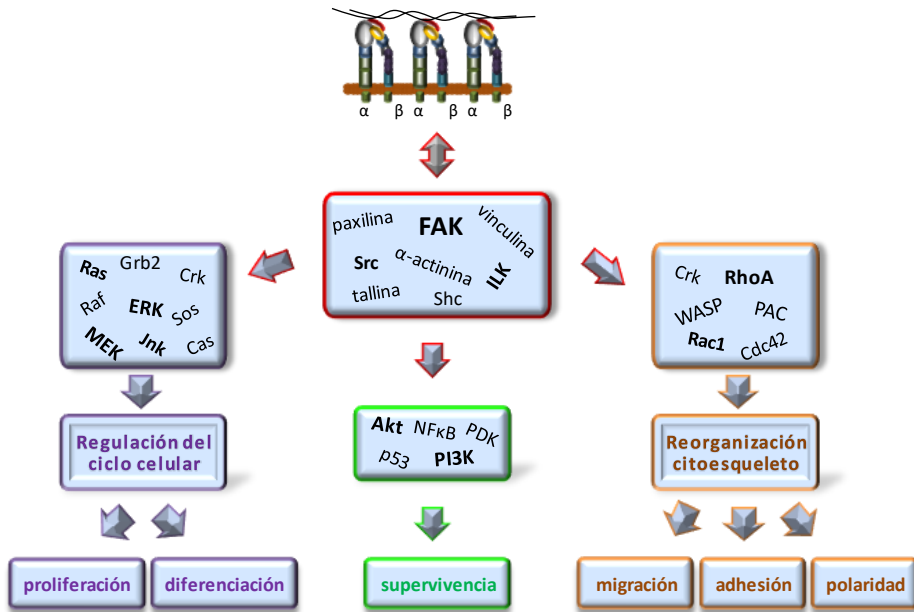 α β α β α β
paxilina FAK vinculina
Src α-actinina ILK
tallina Shc
Ras Grb2 Crk
Raf ERK Sos
MEK Jnk Cas
Crk RhoA
WASP PAC
Rac1 Cdc42
Akt NFκB PDK
p53 PI3K
Regulación del
ciclo celular
Reorganización
citoesqueleto
proliferación
diferenciación
supervivencia
migración
adhesión
polaridad